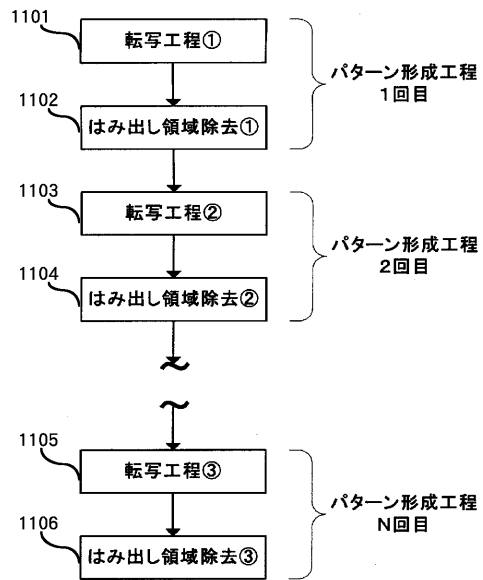 1101
転写工程①
パターン形成工程
1回目
1102
はみ出し領域除去①
1103
転写工程②
パターン形成工程
2回目
1104
はみ出し領域除去②
1105
転写工程③
パターン形成工程
N回目
1106
はみ出し領域除去③